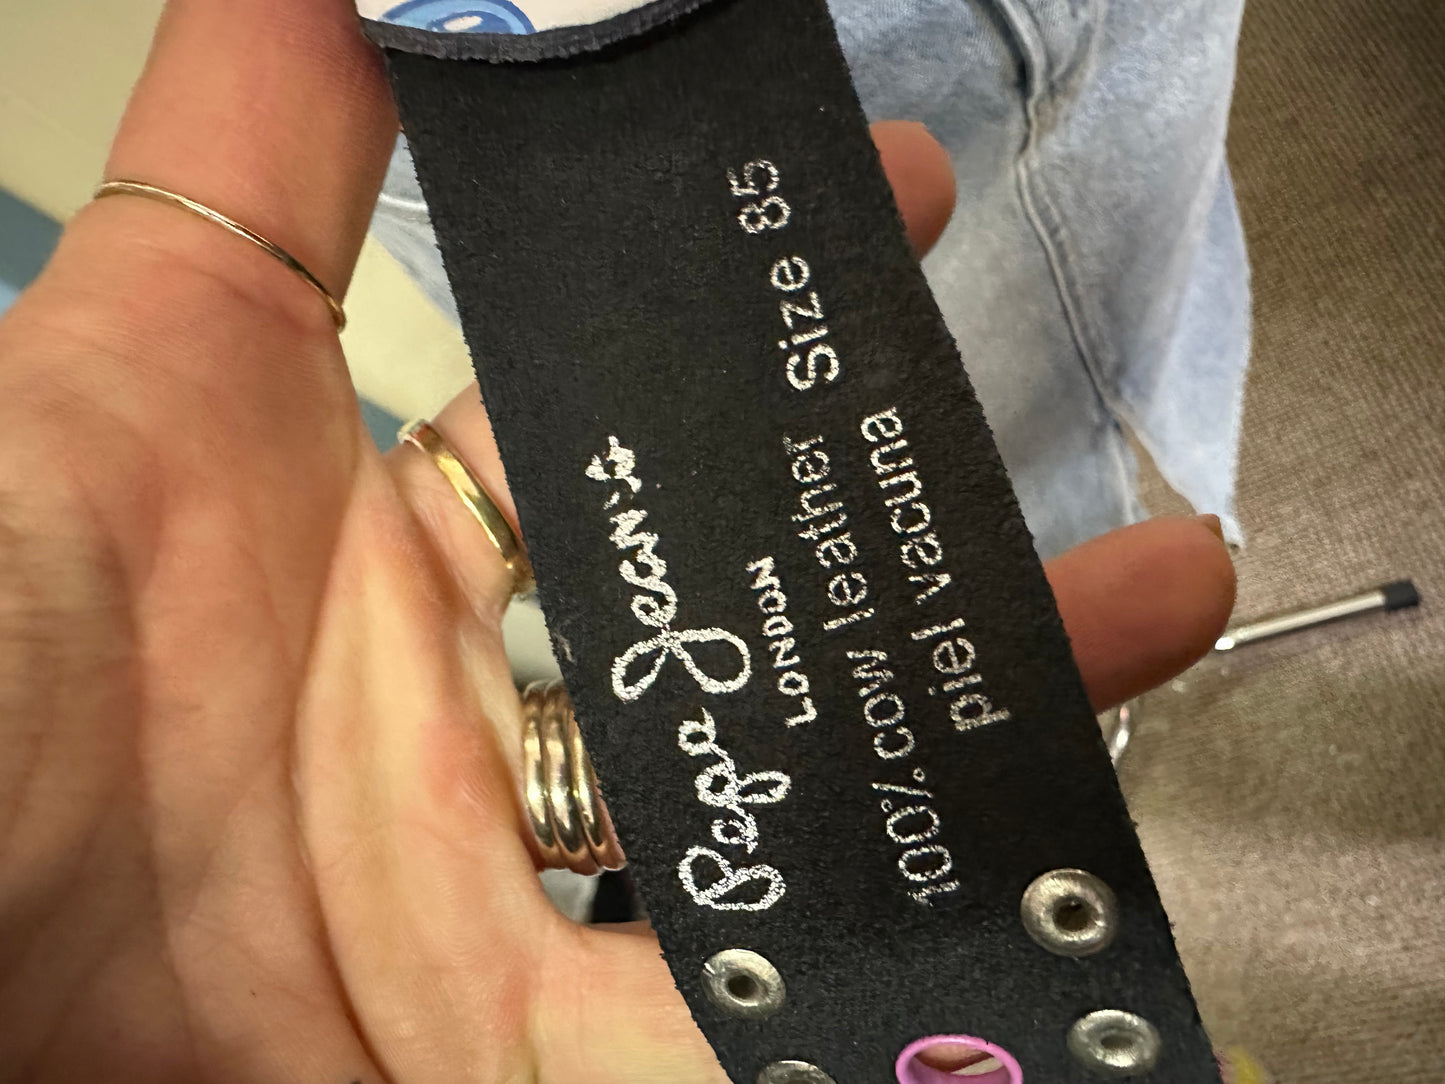 Pepe Jeans
LONDON
100% cow leather Size 85
piel vacuna